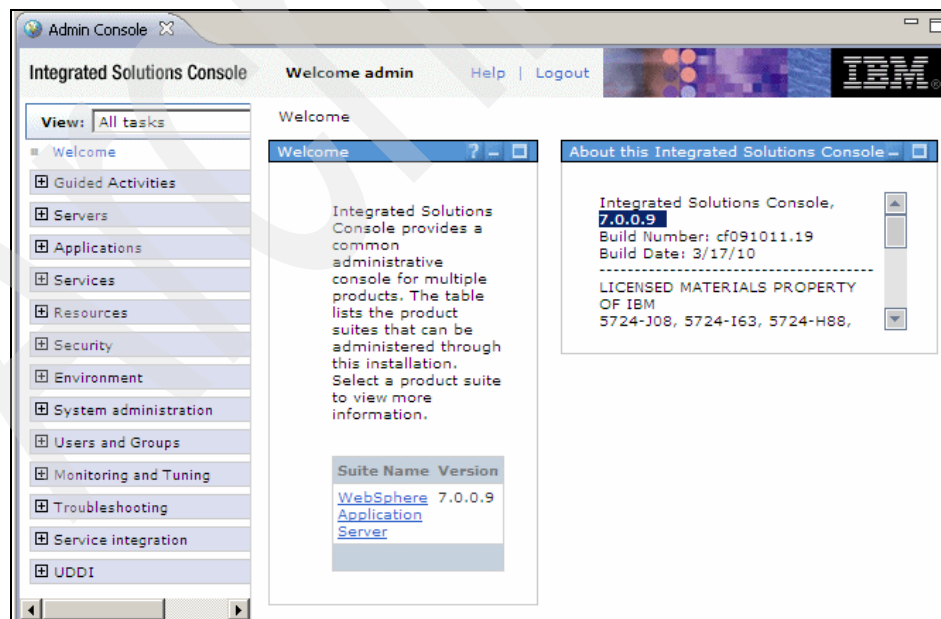 Admin Console
Integrated Solutions Console Welcome admin Help | Logout IBM®
View: All tasks
Welcome
Guided Activities
Servers
Applications
Services
Resources
Security
Environment
System administration
Users and Groups
Monitoring and Tuning
Troubleshooting
Service integration
UDDI
Welcome
Welcome ?
Integrated Solutions
Console provides a
common
administrative
console for multiple
products. The table
lists the product
suites that can be
administered through
this installation.
Select a product suite
to view more
information.
Suite Name Version
WebSphere 7.0.0.9
Application
Server
About this Integrated Solutions Console
Integrated Solutions Console,
7.0.0.9
Build Number: cf091011.19
Build Date: 3/17/10
----------------------------------------
LICENSED MATERIALS PROPERTY
OF IBM
5724-J08, 5724-I63, 5724-H88,